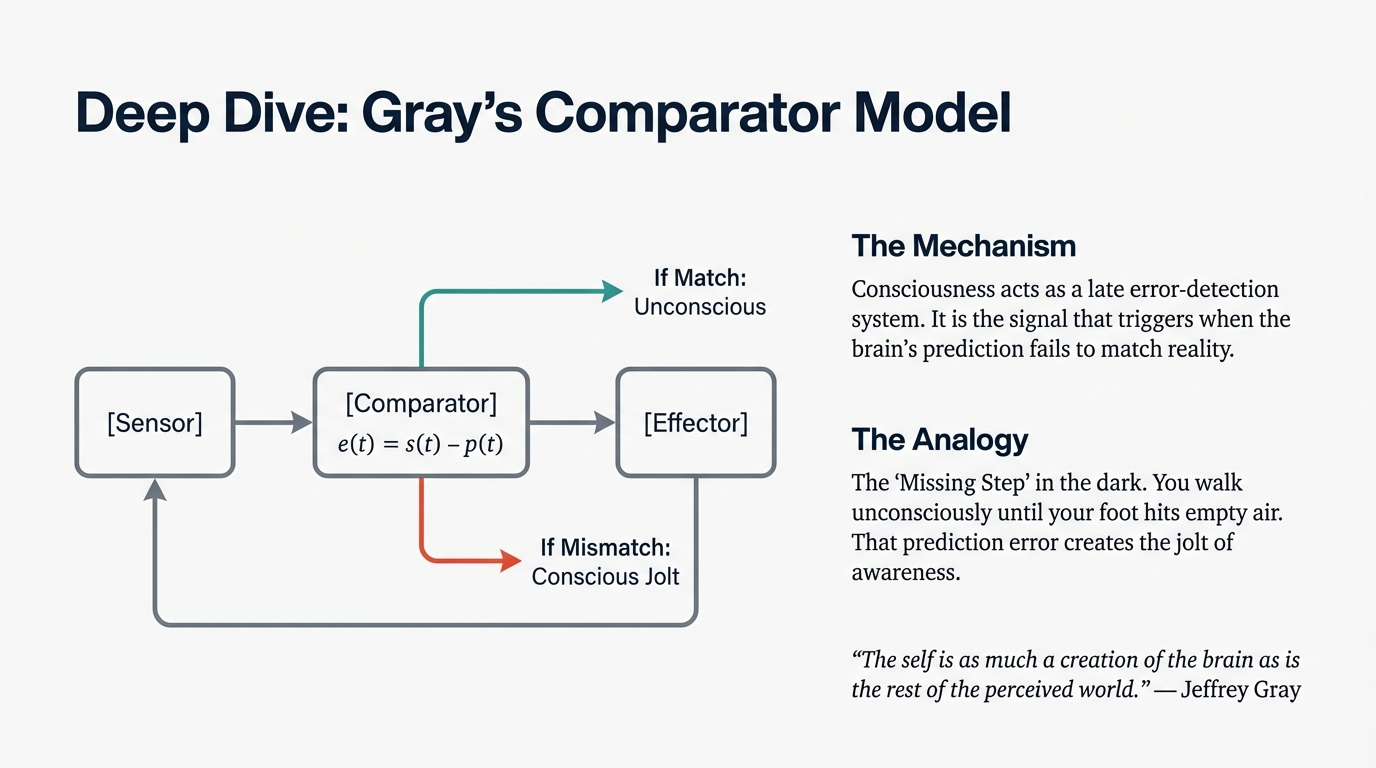 Deep Dive: Gray’s Comparator Model
If Match:
Unconscious
[Sensor]
[Comparator]
e(t) = s(t) – p(t)
[Effector]
If Mismatch:
Conscious Jolt
The Mechanism
Consciousness acts as a late error-detection
system. It is the signal that triggers when the
brain’s prediction fails to match reality.
The Analogy
The ‘Missing Step’ in the dark. You walk
unconsciously until your foot hits empty air.
That prediction error creates the jolt of
awareness.
“The self is as much a creation of the brain as is
the rest of the perceived world.” — Jeffrey Gray